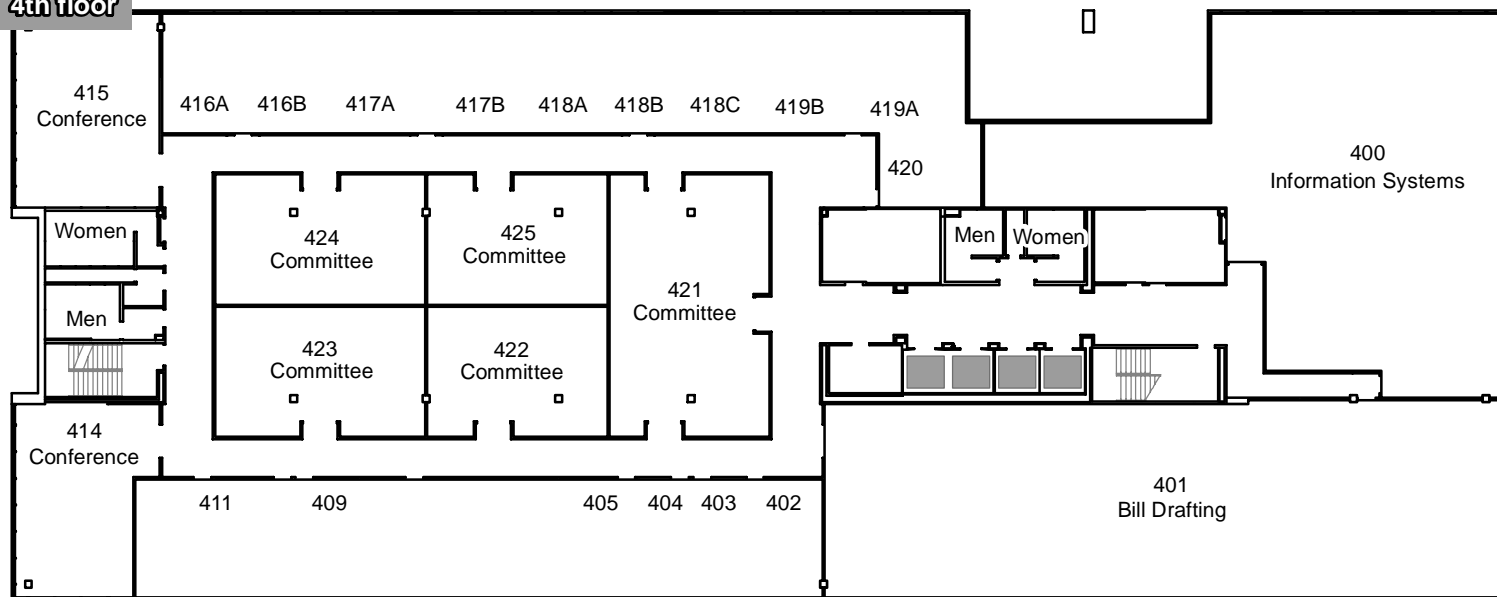 4th floor
415
Conference
416A
416B
417A
417B
418A
418B
418C
419B
419A
420
400
Information Systems
Women
Men
424
Committee
425
Committee
421
Committee
Men
Women
423
Committee
422
Committee
414
Conference
411
409
405
404
403
402
401
Bill Drafting